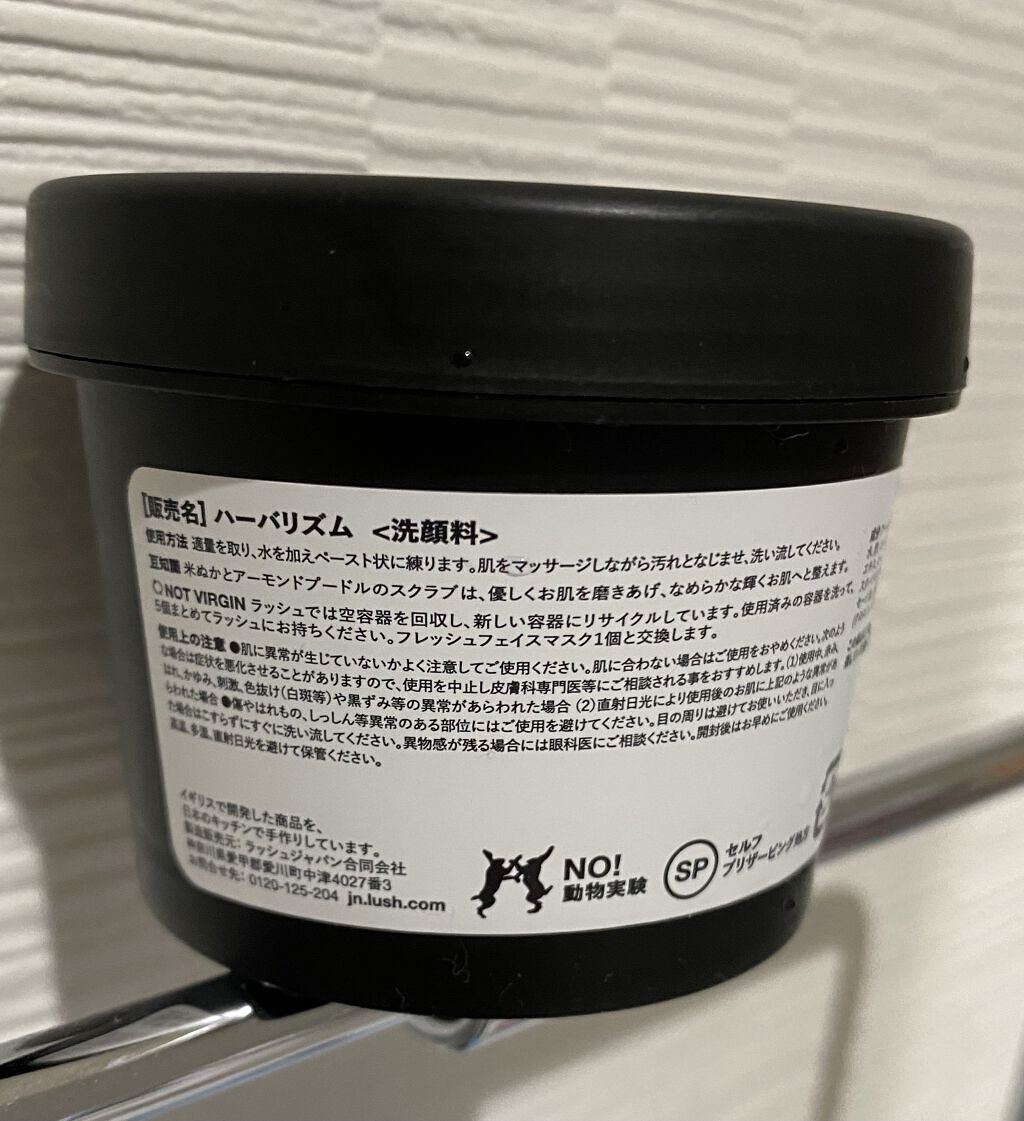 [販売名] ハーバリズム <洗顔料>
使用方法 適量を取り、水を加えペースト状に練ります。肌をマッサージしながら汚れとなじませ、洗い流してください。
豆知識 米ぬかとアーモンドプードルのスクラブは、優しくお肌を磨きあげ、なめらかな輝くお肌へと整えます。
NOT VIRGIN ラッシュでは空容器を回収し、新しい容器にリサイクルしています。使用済みの容器を洗って、
5個まとめてラッシュにお持ちください。フレッシュフェイスマスク1個と交換します。
使用上の注意 ●肌に異常が生じていないかよく注意してご使用ください。肌に合わない場合はご使用をおやめください。次のよう
な場合は症状を悪化させることがありますので、使用を中止し皮膚科専門医等にご相談される事をおすすめします。(1)使用中、赤み、
はれ、かゆみ、刺激、色抜け(白斑等)や黒ずみ等の異常があらわれた場合 (2)直射日光により使用後のお肌に上記のような異常があ
らわれた場合 ●傷やはれもの、しっしん等異常のある部位にはご使用を避けてください。目の周りは避けてお使いいただき、目に入っ
た場合はこすらずにすぐに洗い流してください。異物感が残る場合には眼科医にご相談ください。開封後はお早めにご使用ください。
高温、多湿、直射日光を避けて保管ください。
イギリスで開発した商品を、
日本のキッチンで手作りしています。
製造販売元: ラッシュジャパン合同会社
神奈川県愛甲郡愛川町中津4027番3
お問合せ先: 0120-125-204 jn.lush.com
NO!
動物実験
SP
セルフ
プリザービング処方